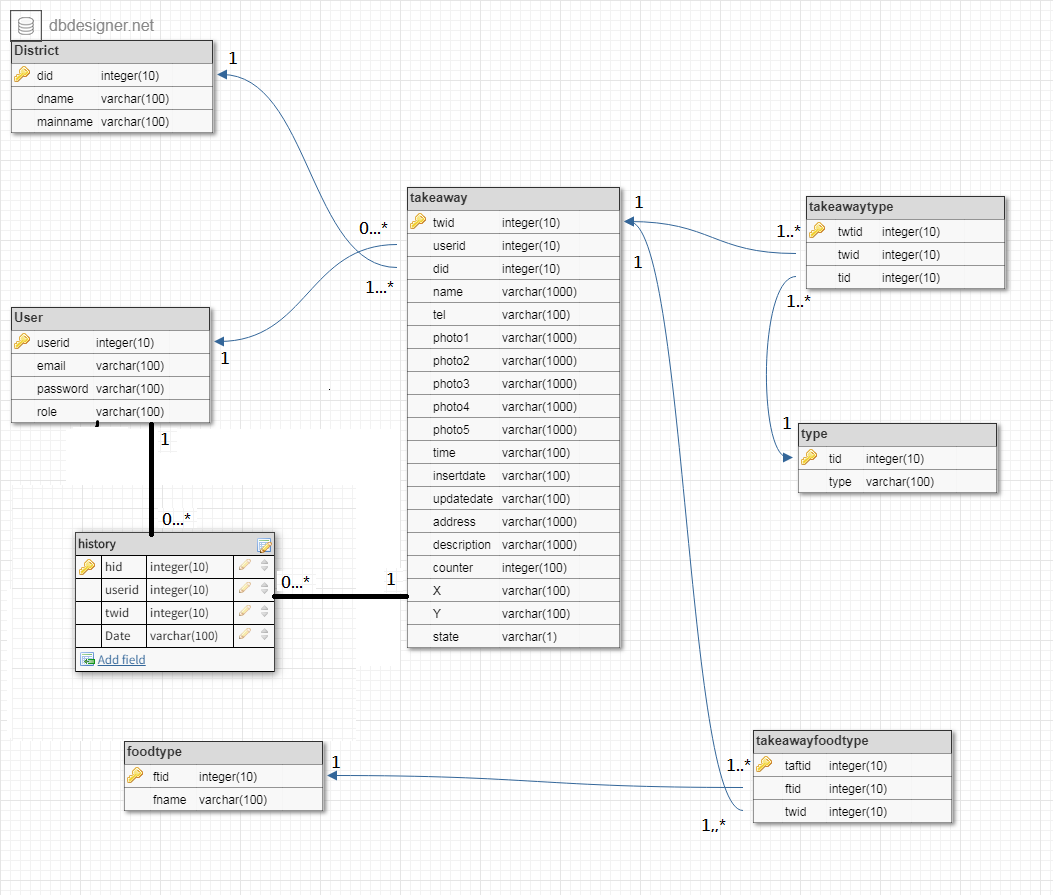 dbdesigner.net
District
did integer(10)
dname varchar(100)
mainname varchar(100)
1
takeaway
twid integer(10)
userid integer(10)
did integer(10)
name varchar(1000)
tel varchar(100)
photo1 varchar(1000)
photo2 varchar(1000)
photo3 varchar(1000)
photo4 varchar(1000)
photo5 varchar(1000)
time varchar(100)
insertdate varchar(100)
updatedate varchar(100)
address varchar(1000)
description varchar(1000)
counter integer(100)
X varchar(100)
Y varchar(100)
state varchar(1)
0...*
1...*
1
1
takeawaytype
twtid integer(10)
twid integer(10)
tid integer(10)
1..*
1..*
User
userid integer(10)
email varchar(100)
password varchar(100)
role varchar(100)
1
1
0...*
1
type
tid integer(10)
type varchar(100)
history
hid integer(10)
userid integer(10)
twid integer(10)
Date varchar(100)
Add field
0...*
1
foodtype
ftid integer(10)
fname varchar(100)
1
takeawayfoodtype
taftid integer(10)
ftid integer(10)
twid integer(10)
1..*
1,,*